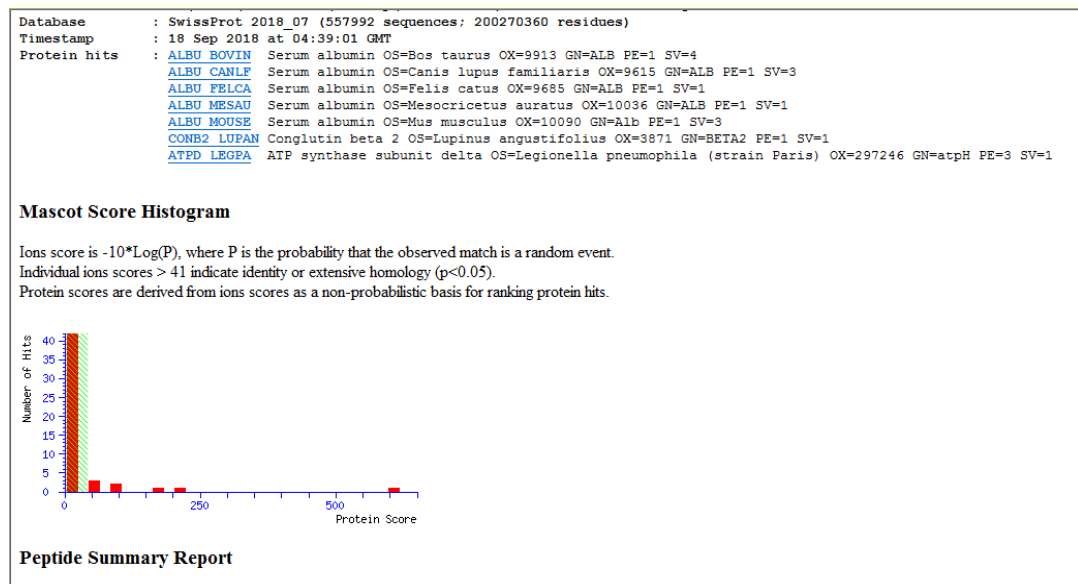 Database : SwissProt 2018_07 (557992 sequences; 200270360 residues)
Timestamp : 18 Sep 2018 at 04:39:01 GMT
Protein hits : ALBU_BOVIN Serum albumin OS=Bos taurus OX=9913 GN=ALB PE=1 SV=4
ALBU_CANLF Serum albumin OS=Canis lupus familiaris OX=9615 GN=ALB PE=1 SV=3
ALBU_FELCA Serum albumin OS=Felis catus OX=9685 GN=ALB PE=1 SV=1
ALBU_MESAU Serum albumin OS=Mesocricetus auratus OX=10036 GN=ALB PE=1 SV=1
ALBU_MOUSE Serum albumin OS=Mus musculus OX=10090 GN=Alb PE=1 SV=3
CONB2_LUPAN Conglutin beta 2 OS=Lupinus angustifolius OX=3871 GN=BETA2 PE=1 SV=1
ATPD_LEGPA ATP synthase subunit delta OS=Legionella pneumophila (strain Paris) OX=297246 GN=atpH PE=3 SV=1
Mascot Score Histogram
Ions score is -10*Log(P), where P is the probability that the observed match is a random event.
Individual ions scores > 41 indicate identity or extensive homology (p<0.05).
Protein scores are derived from ions scores as a non-probabilistic basis for ranking protein hits.
Number of Hits
40
35
30
25
20
15
10
5
0
0 250 500
Protein Score
Peptide Summary Report